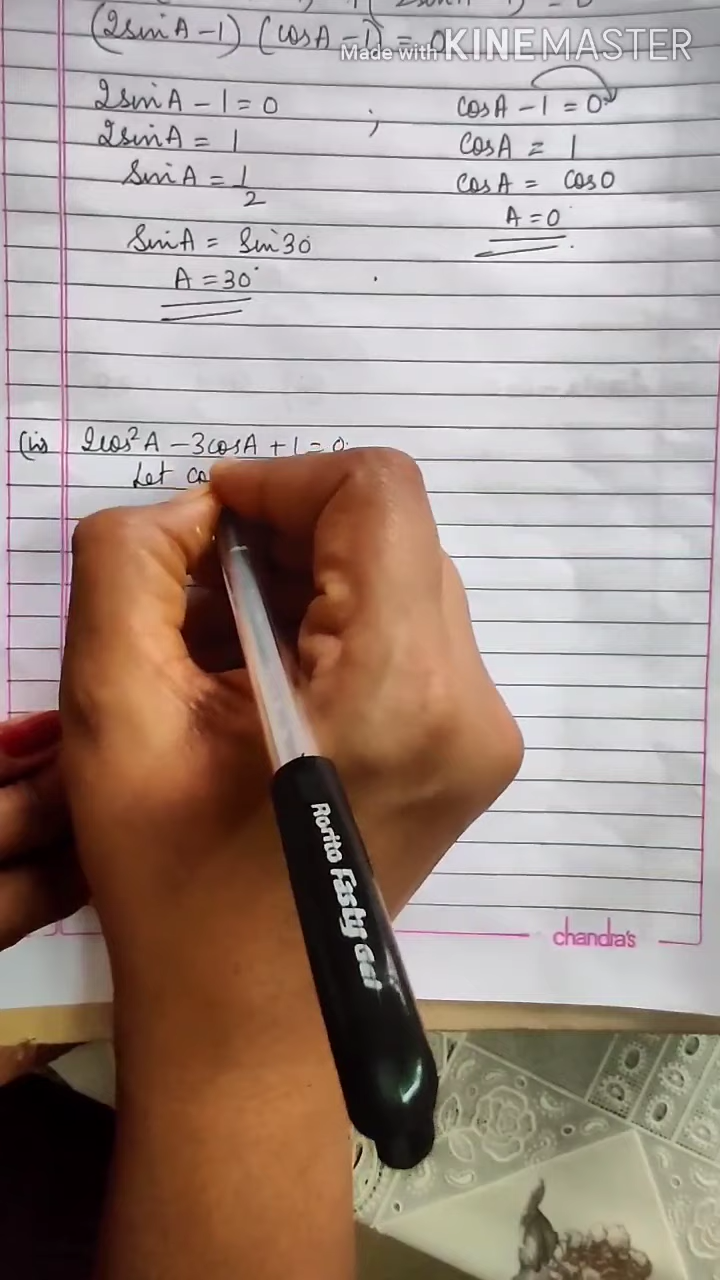 (2sinA - 1) (cosA - 1) = 0
Made with KINEMASTER
2sinA - 1 = 0 ; cosA - 1 = 0
2sinA = 1 cosA = 1
sinA = 1/2 cosA = cos0
A = 0°
SinA = Sin30
A = 30°
2cos²A - 3cosA + 1 = 0
Let co
Rorito Fasty Gel
chandra's